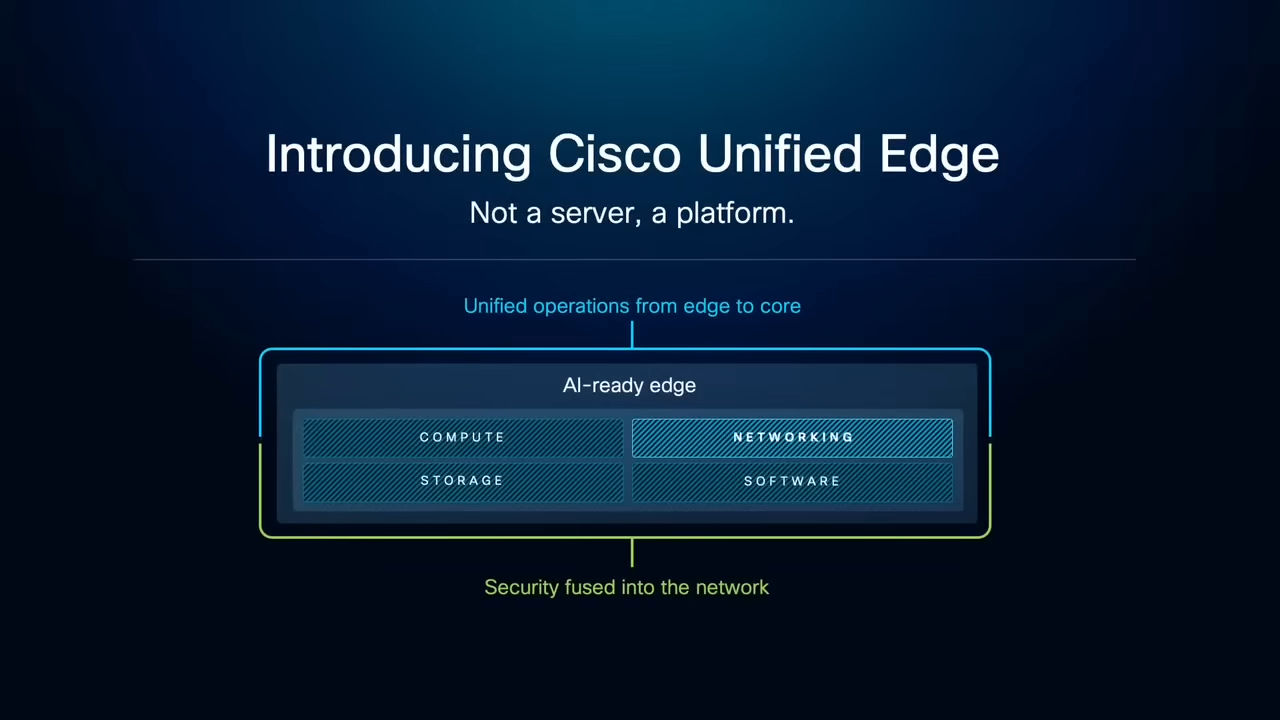 Introducing Cisco Unified Edge
Not a server, a platform.
Unified operations from edge to core
AI-ready edge
COMPUTE
NETWORKING
STORAGE
SOFTWARE
Security fused into the network